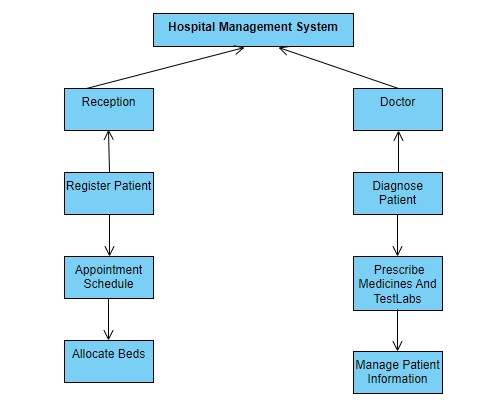 Hospital Management System
Reception
Doctor
Register Patient
Diagnose
Patient
Appointment
Schedule
Prescribe
Medicines And
TestLabs
Allocate Beds
Manage Patient
Information